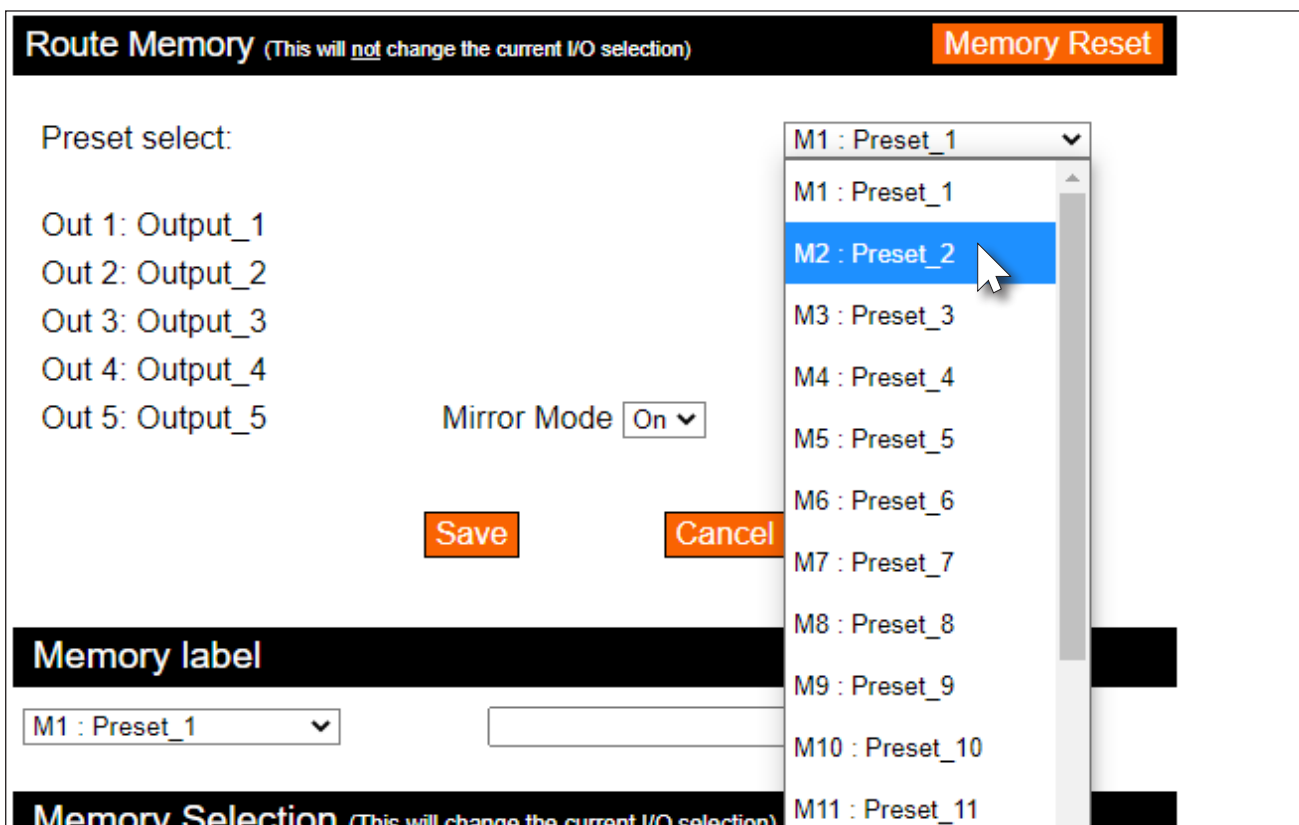 Route Memory (This will not change the current I/O selection) Memory Reset
Preset select: M1 : Preset_1
M1 : Preset_1
Out 1: Output_1
M2 : Preset_2
Out 2: Output_2
Out 3: Output_3
M3 : Preset_3
Out 4: Output_4
M4 : Preset_4
Out 5: Output_5 Mirror Mode On
M5 : Preset_5
M6 : Preset_6
Save Cancel
M7 : Preset_7
M8 : Preset_8
Memory label
M9 : Preset_9
M1 : Preset_1
M10 : Preset_10
M11 : Preset_11
Memory Selection (This will change the current I/O selection)